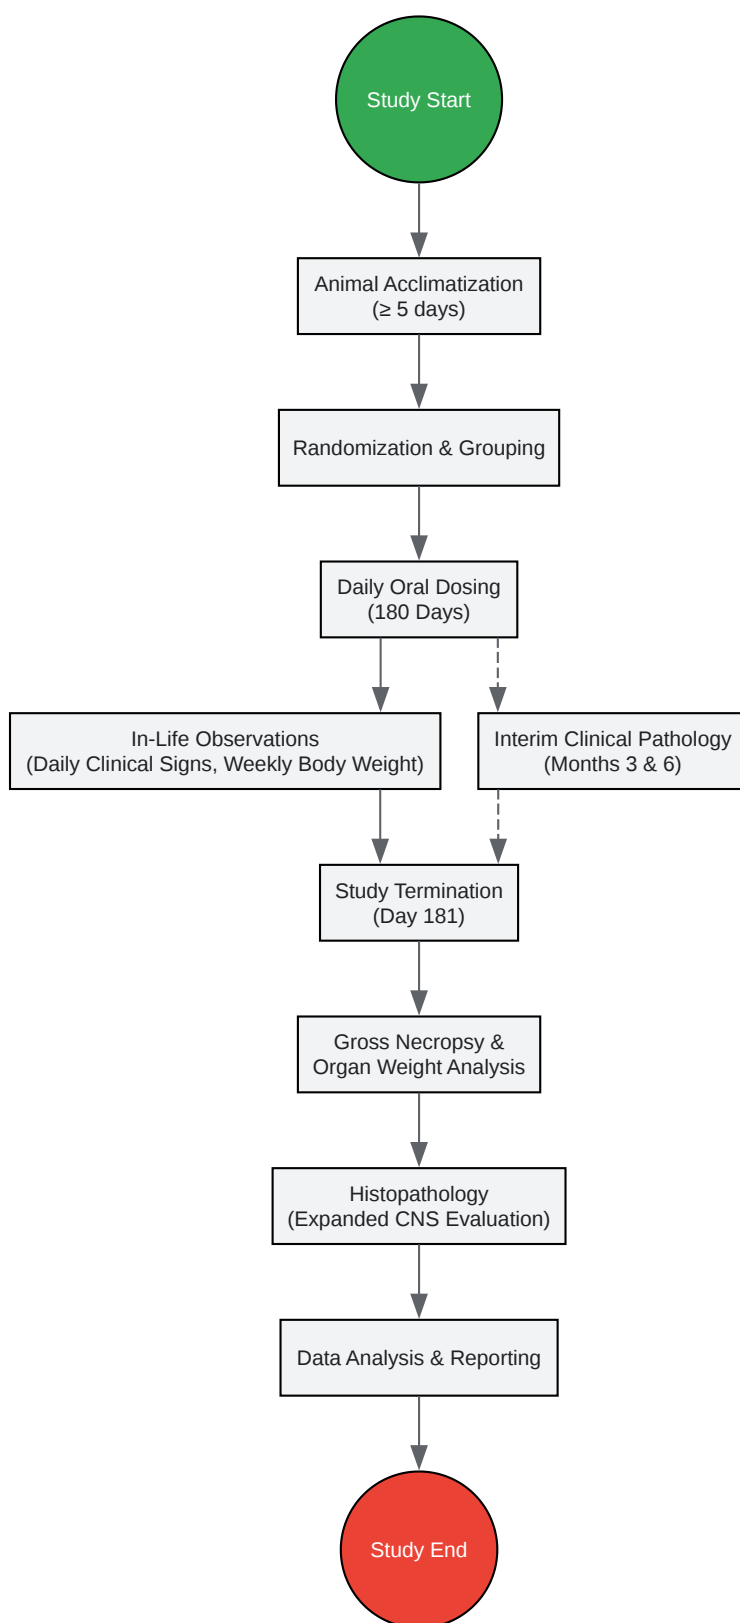 Study Start
Animal Acclimatization
(≥ 5 days)
Randomization & Grouping
Daily Oral Dosing
(180 Days)
In-Life Observations
(Daily Clinical Signs, Weekly Body Weight)
Interim Clinical Pathology
(Months 3 & 6)
Study Termination
(Day 181)
Gross Necropsy &
Organ Weight Analysis
Histopathology
(Expanded CNS Evaluation)
Data Analysis & Reporting
Study End